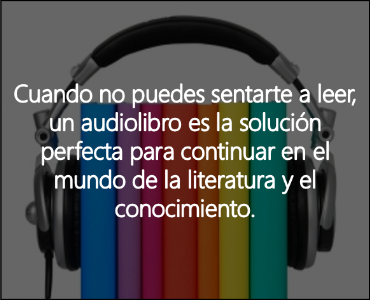 Cuando no puedes sentarte a leer,
un audiolibro es la solución
perfecta para continuar en el
mundo de la literatura y el
conocimiento.